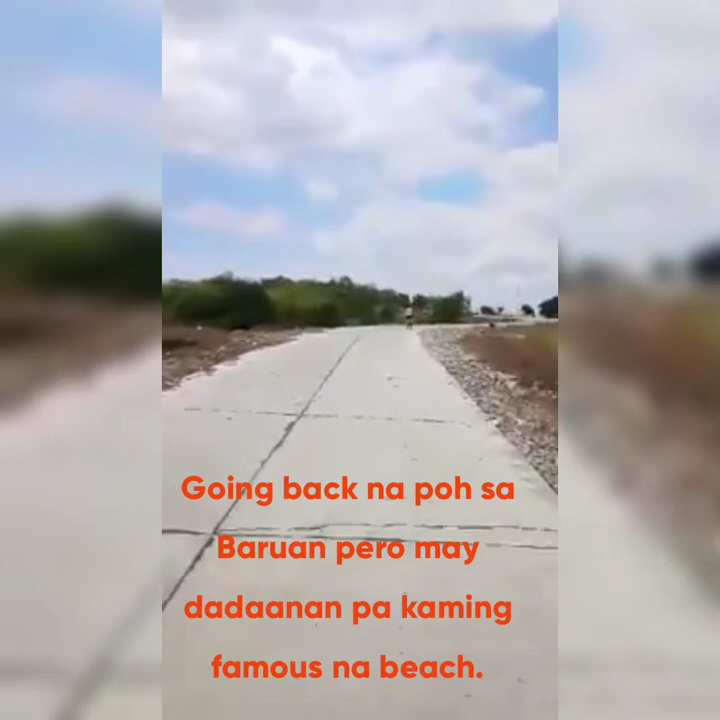 Going back na poh sa
Baruan pero may
dadaanan pa kaming
famous na beach.